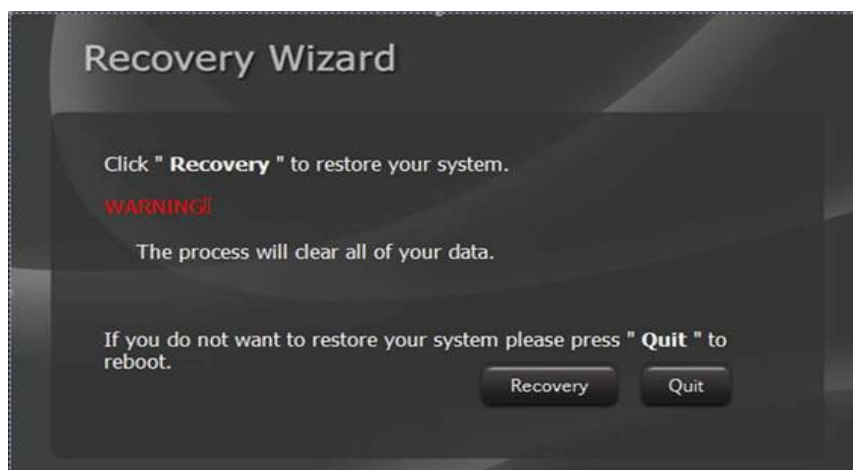 Recovery Wizard
Click " Recovery " to restore your system.
WARNING!
The process will clear all of your data.
If you do not want to restore your system please press " Quit " to
reboot.
Recovery
Quit